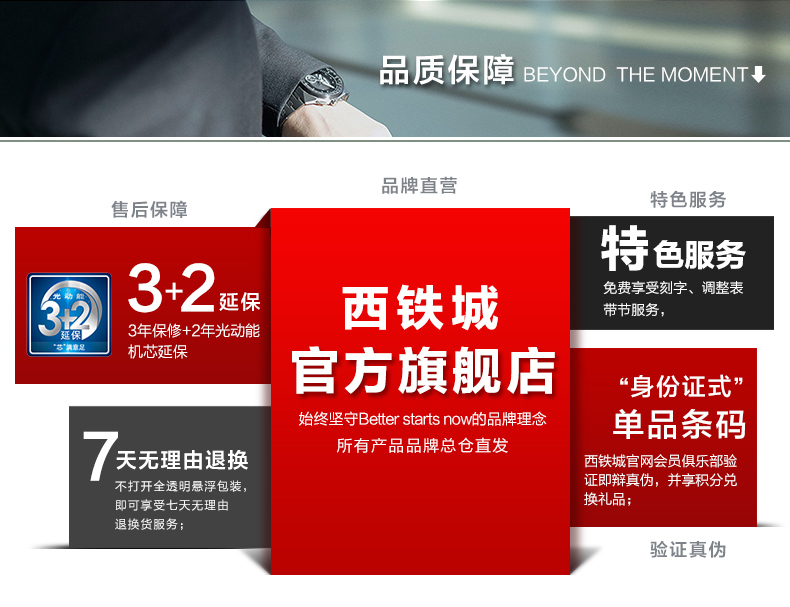 品质保障 BEYOND THE MOMENT
品牌直营
售后保障
特色服务
光动能
3+2
延保
"芯"满意足
3+2延保
3年保修+2年光动能
机芯延保
7天无理由退换
不打开全透明悬浮包装，
即可享受七天无理由
退换货服务；
西铁城
官方旗舰店
始终坚守Better starts now的品牌理念
所有产品品牌总仓直发
特色服务
免费享受刻字、调整表
带节服务，
“身份证式”
单品条码
西铁城官网会员俱乐部验
证即辩真伪，并享积分兑
换礼品；
验证真伪